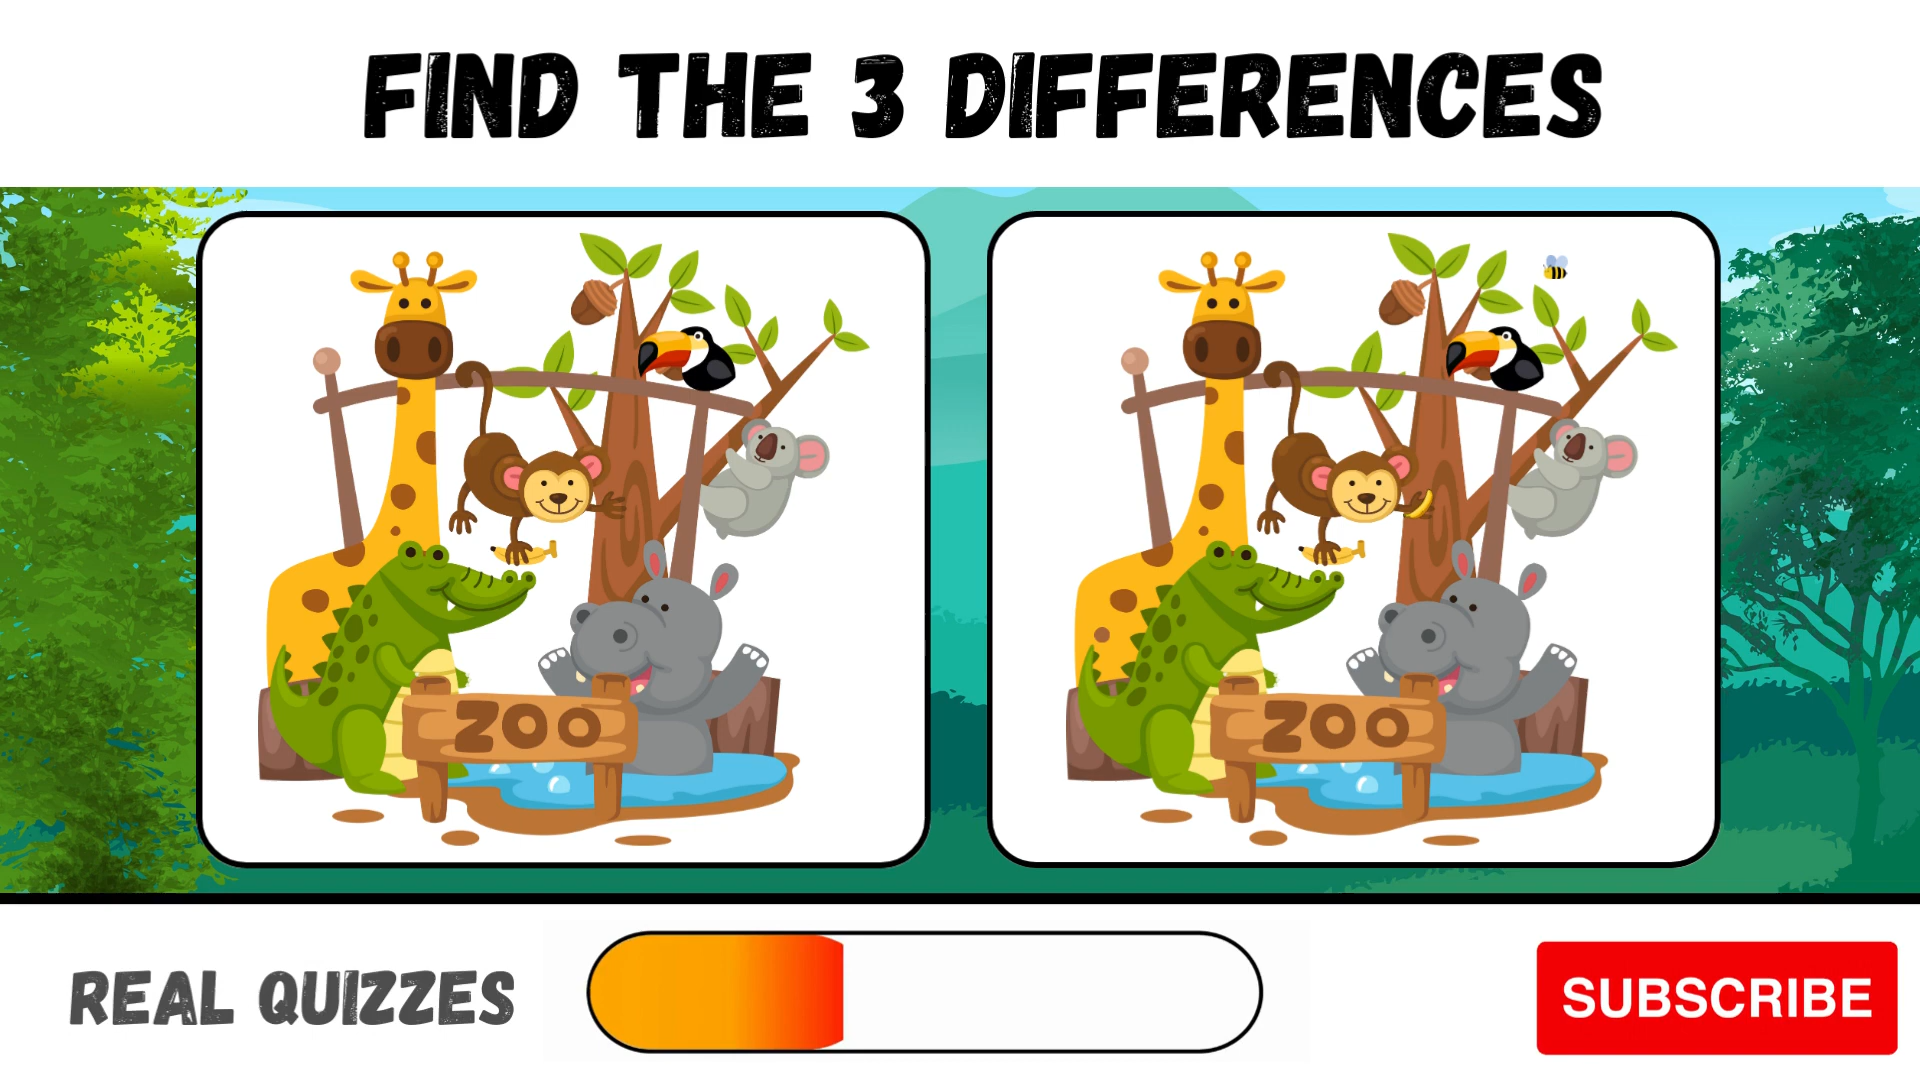 FIND THE 3 DIFFERENCES
ZOO
ZOO
REAL QUIZZES
SUBSCRIBE